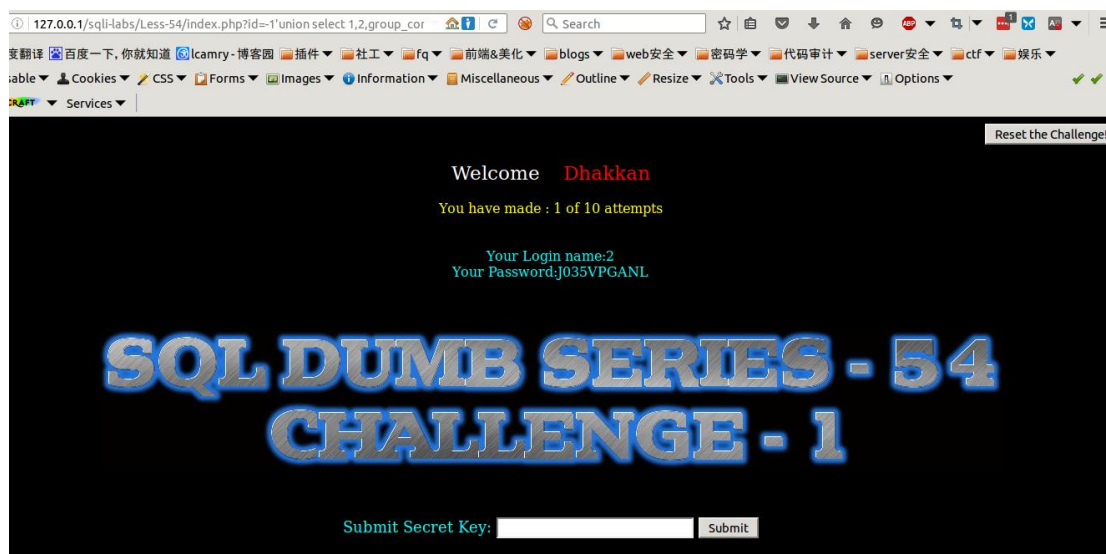 127.0.0.1/sqli-labs/Less-54/index.php?id=-1'union select 1,2,group_cor Search
度翻译 百度一下,你就知道 lcamry-博客园 插件 社工 fq 前端&美化 blogs web安全 密码学 代码审计 server安全 ctf 娱乐
sable Cookies CSS Forms Images Information Miscellaneous Outline Resize Tools View Source Options
CRAFT Services
Reset the Challenge!
Welcome Dhakkan
You have made : 1 of 10 attempts
Your Login name:2
Your Password:J035VPGANL
SQL DUMB SERIES - 54
CHALLENGE - 1
Submit Secret Key: Submit